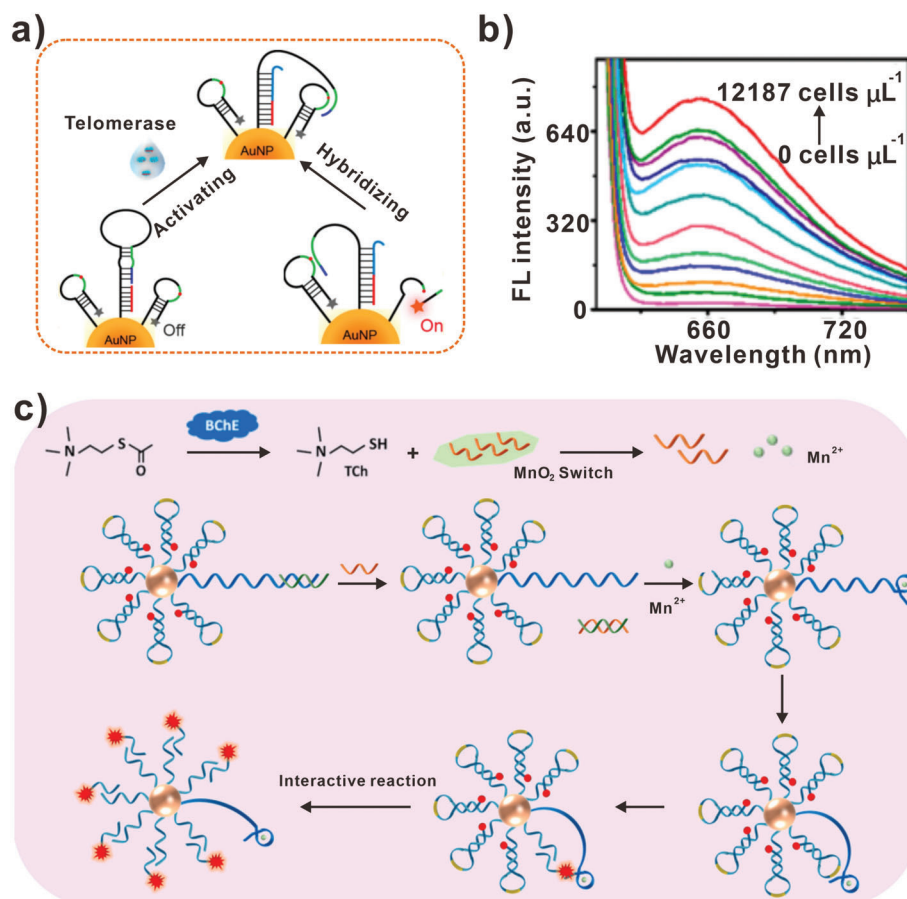 a)
Telomerase
AuNP
Activating
Hybridizing
AuNP
Off
AuNP
On
b)
FL intensity (a.u.)
640
320
0
12187 cells µL⁻¹
0 cells µL⁻¹
660
720
Wavelength (nm)
c)
N
S
O
BChE
N
SH
TCh
+
MnO₂ Switch
Mn²⁺
Mn²⁺
Interactive reaction